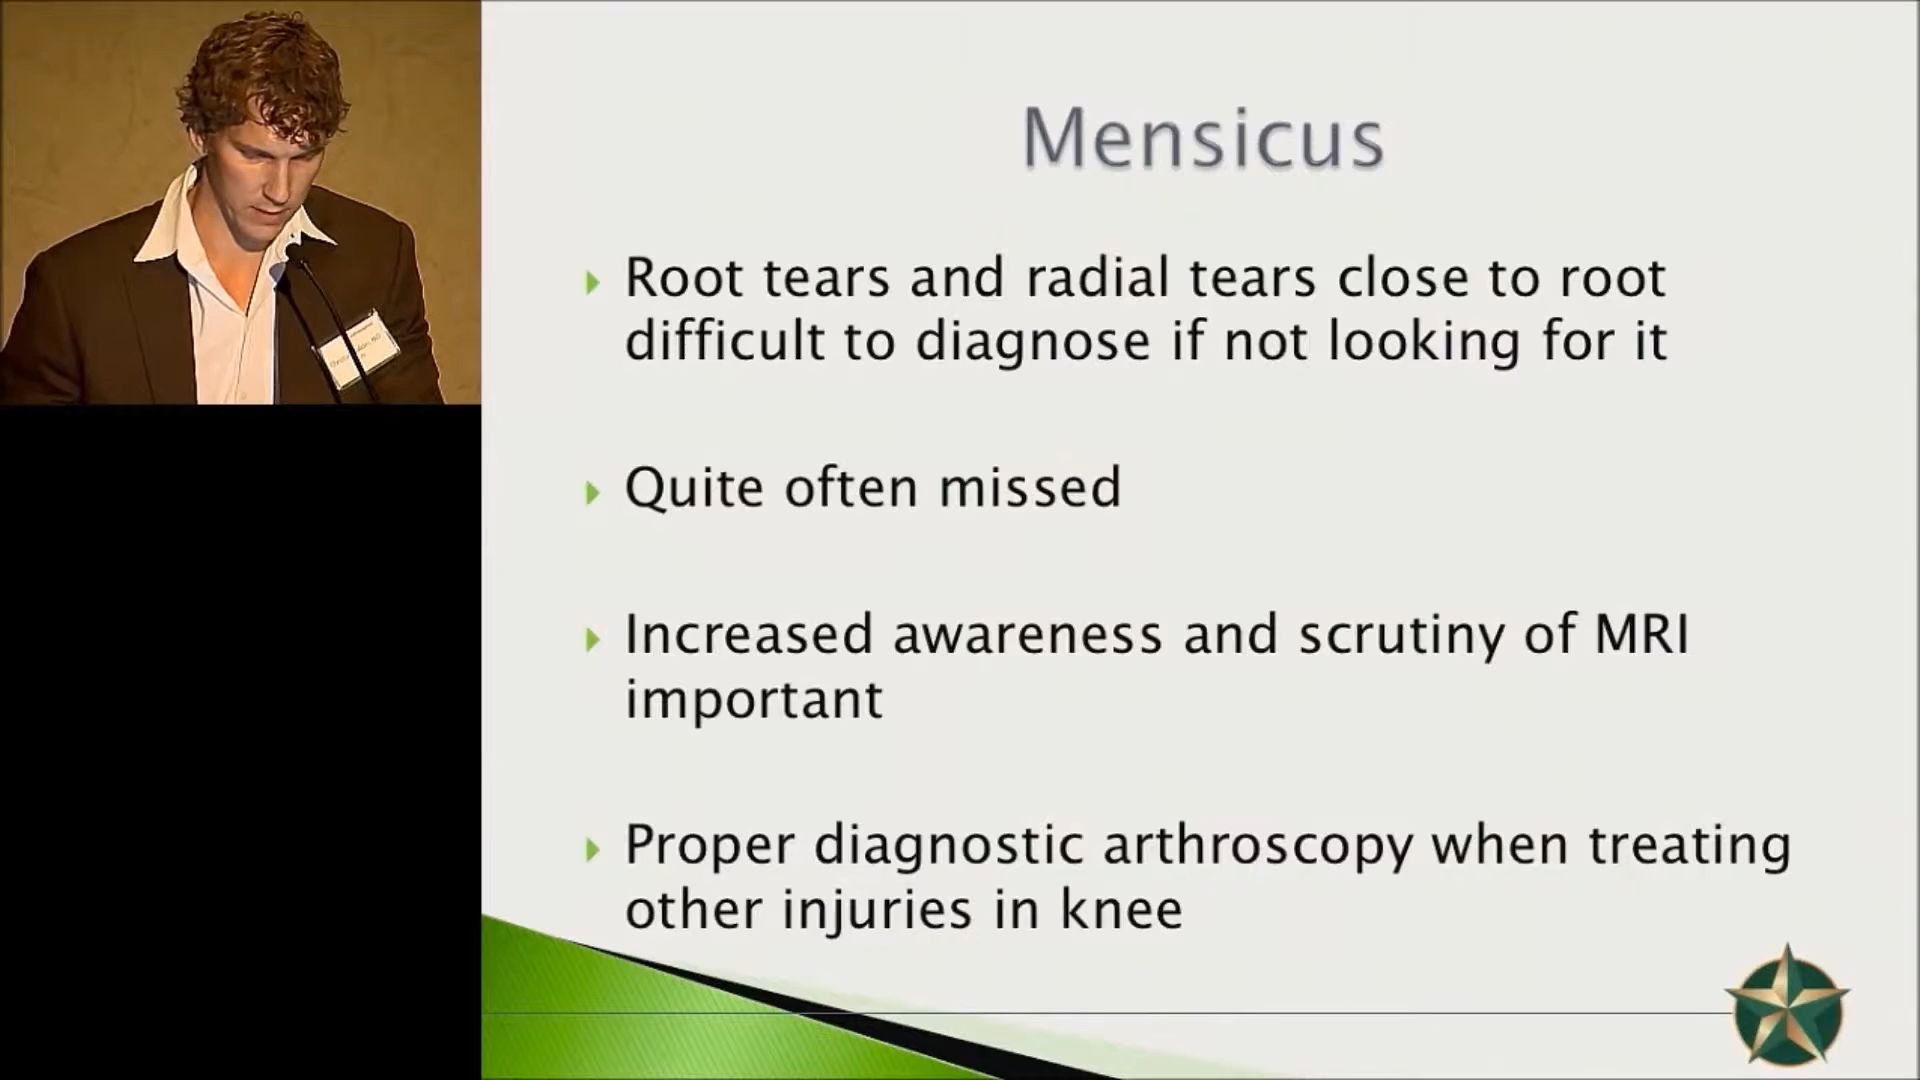 Mensicus
Root tears and radial tears close to root
difficult to diagnose if not looking for it
Quite often missed
Increased awareness and scrutiny of MRI
important
Proper diagnostic arthroscopy when treating
other injuries in knee